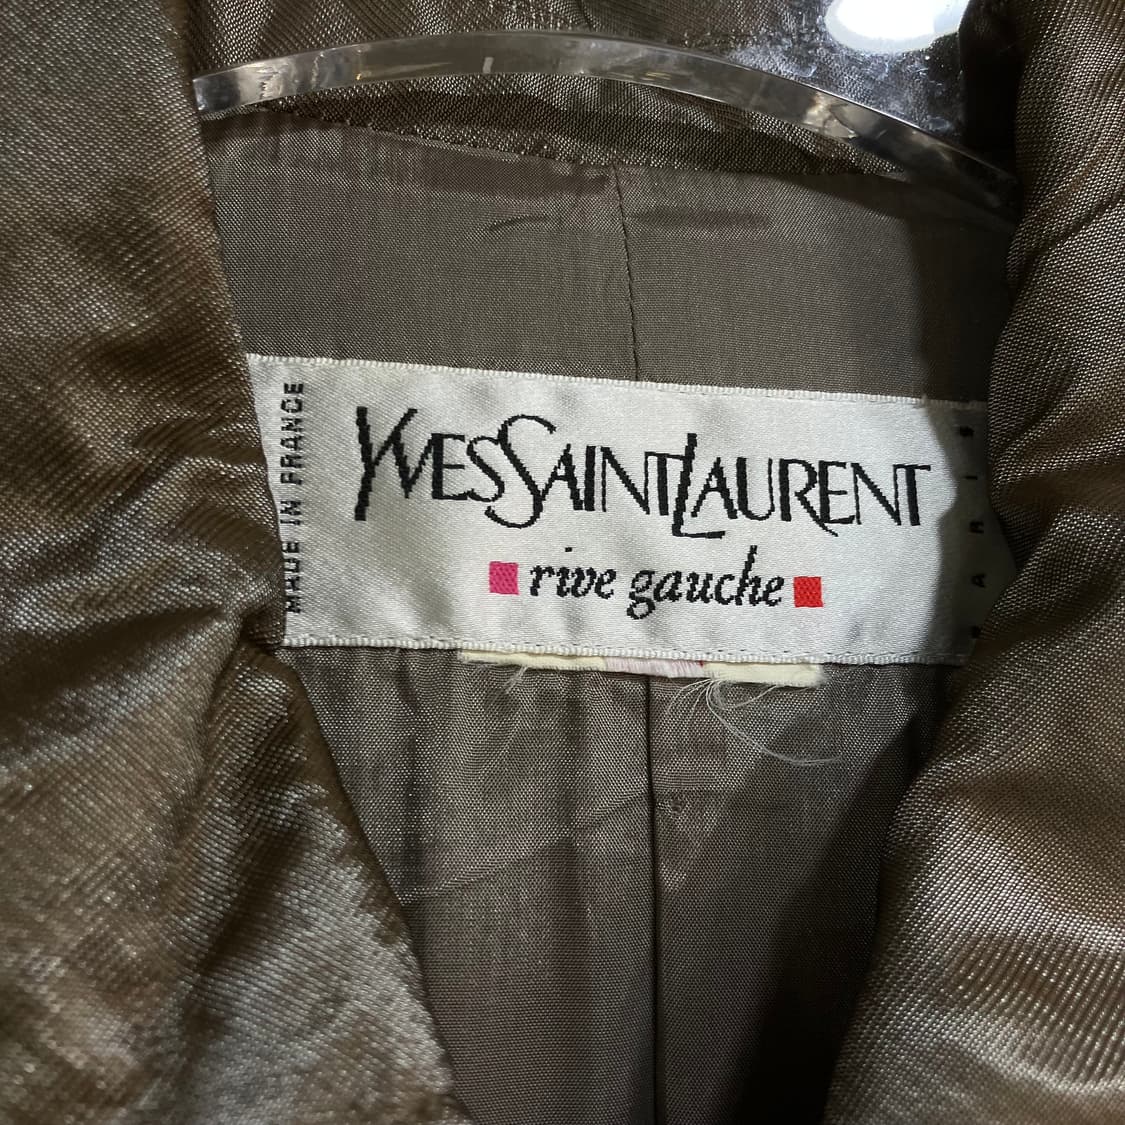 MADE IN FRANCE
YVESSAINTLAURENT
rive gauche
PARIS